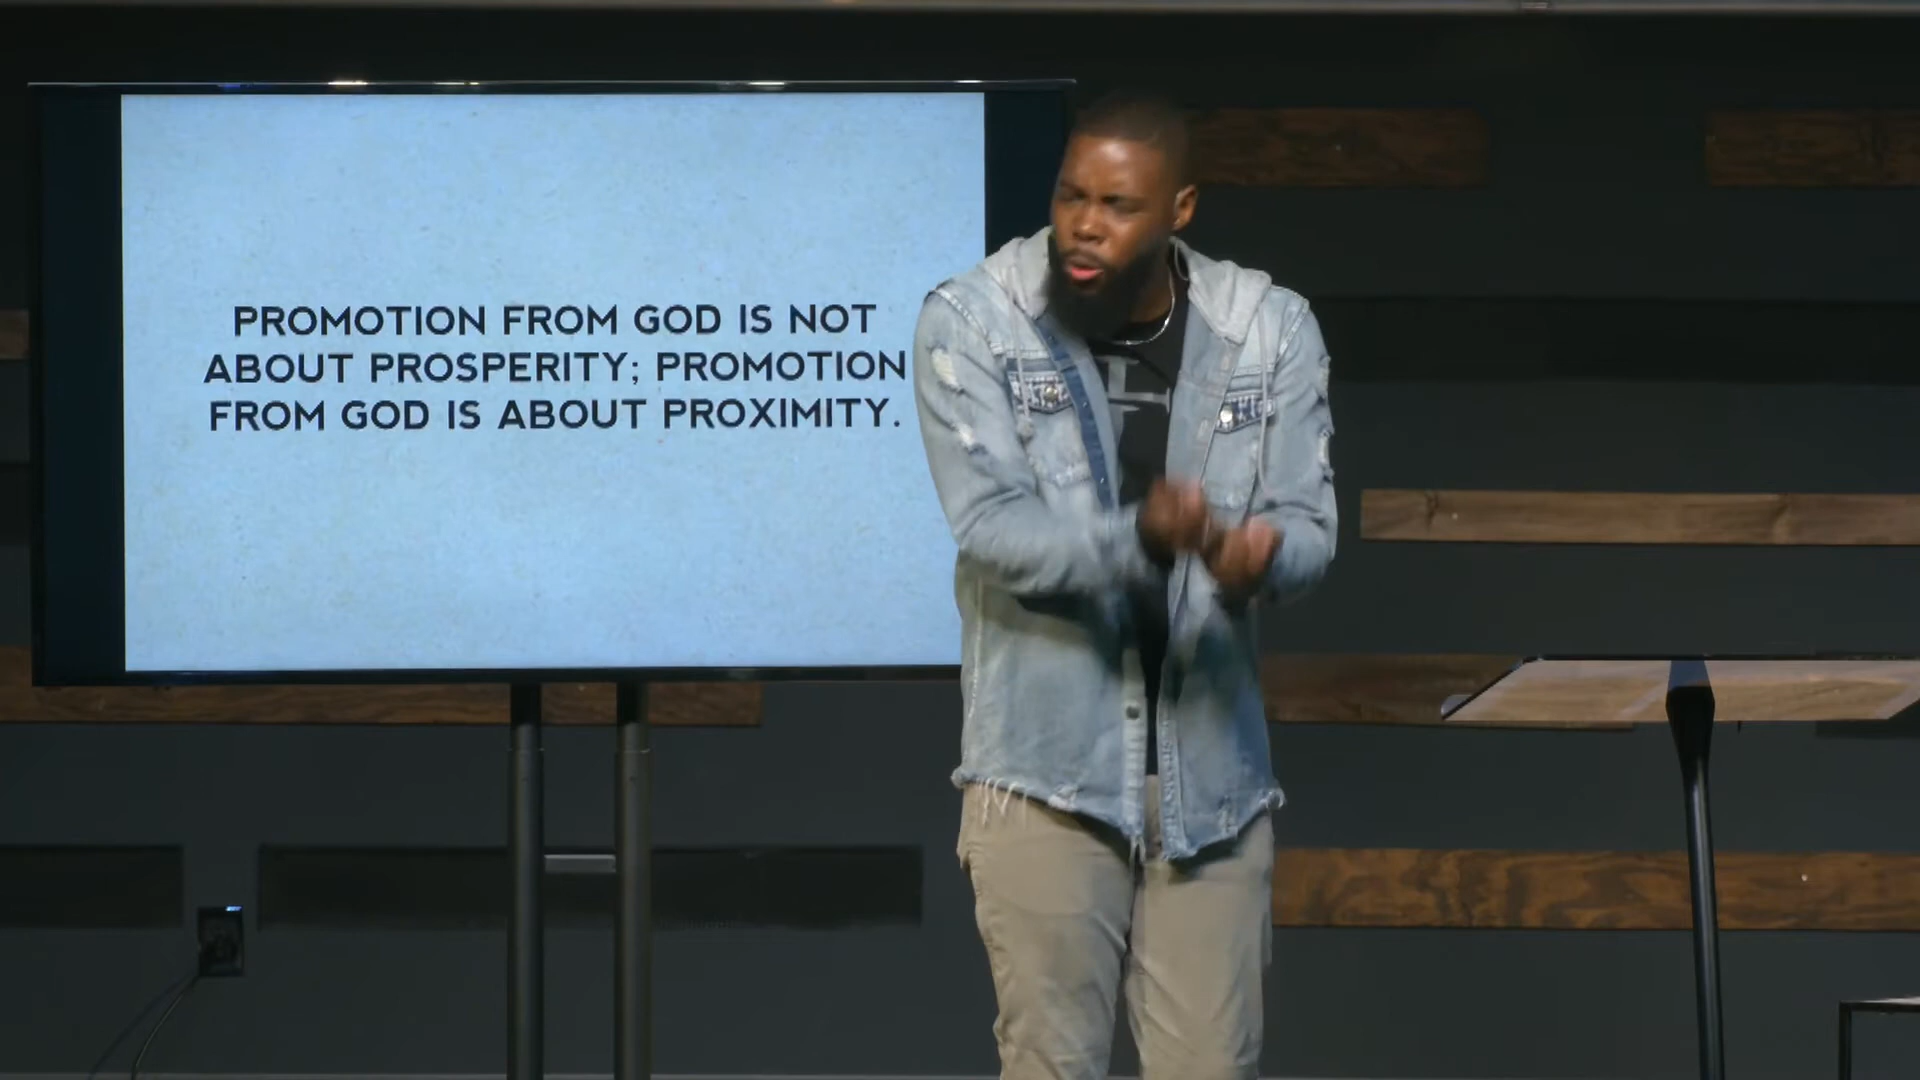 PROMOTION FROM GOD IS NOT
ABOUT PROSPERITY; PROMOTION
FROM GOD IS ABOUT PROXIMITY.